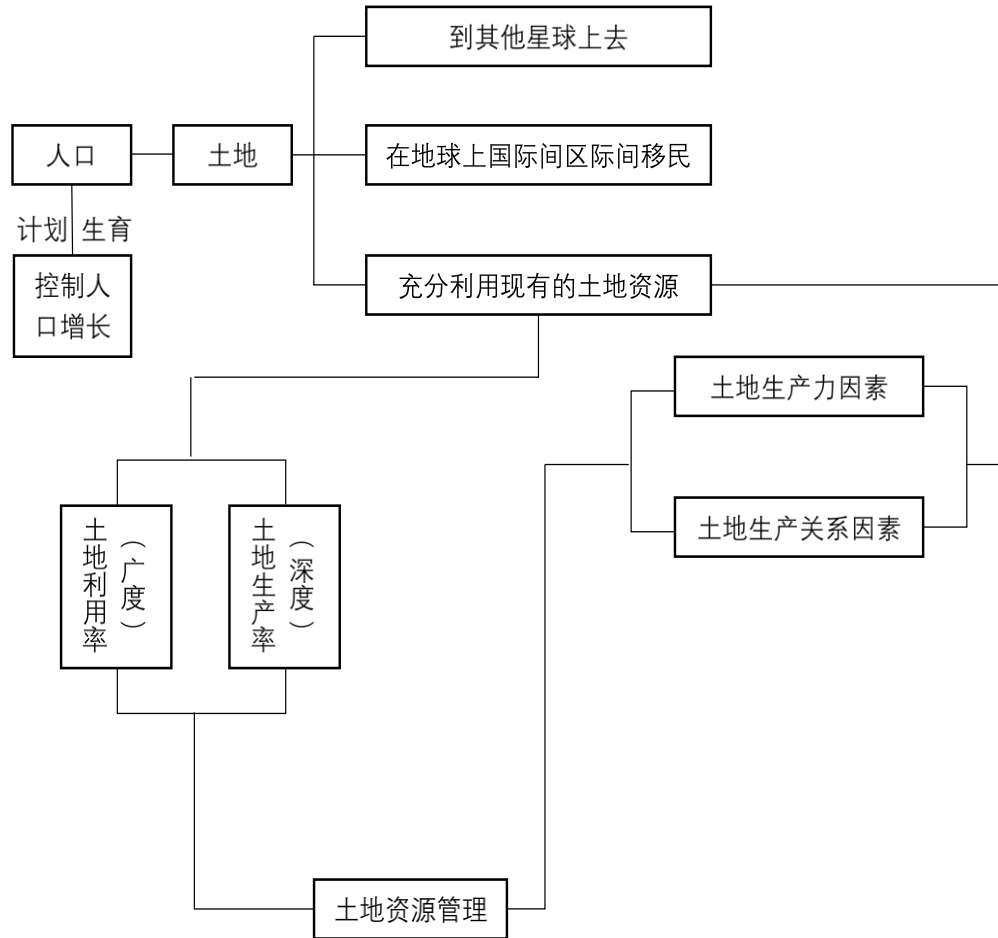 到其他星球上去
人口
土地
在地球上国际间区际间移民
计划 生育
控制人
口增长
充分利用现有的土地资源
土地生产力因素
土地生产关系因素
土地利用率
（广度）
土地生产率
（深度）
土地资源管理